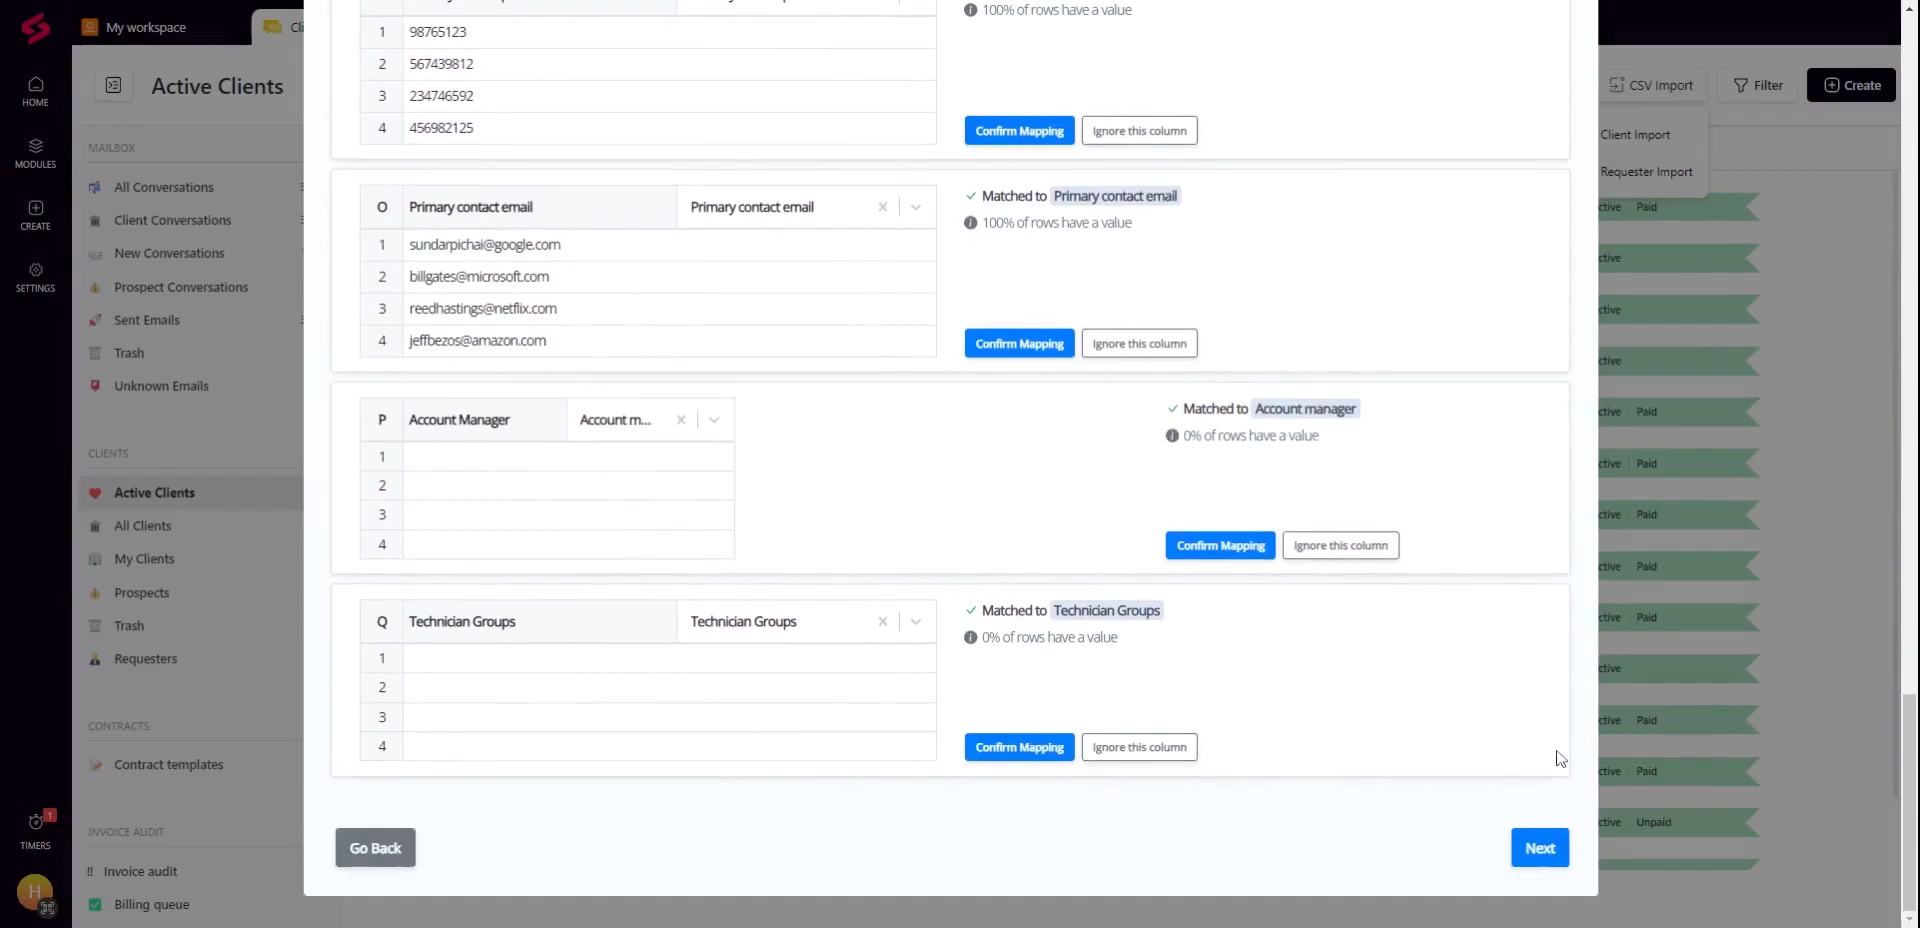 My workspace
Cli
HOME
MODULES
CREATE
SETTINGS
TIMERS
1
H
Active Clients
MAILBOX
All Conversations
Client Conversations
New Conversations
Prospect Conversations
Sent Emails
Trash
Unknown Emails
CLIENTS
Active Clients
All Clients
My Clients
Prospects
Trash
Requesters
CONTRACTS
Contract templates
INVOICE AUDIT
!! Invoice audit
Billing queue
100% of rows have a value
1 98765123
2 567439812
3 234746592
4 456982125
Confirm Mapping Ignore this column
O Primary contact email Primary contact email
1 sundarpichai@google.com
2 billgates@microsoft.com
3 reedhastings@netflix.com
4 jeffbezos@amazon.com
Matched to Primary contact email
100% of rows have a value
Confirm Mapping Ignore this column
P Account Manager Account m...
1
2
3
4
Matched to Account manager
0% of rows have a value
Confirm Mapping Ignore this column
Q Technician Groups Technician Groups
1
2
3
4
Matched to Technician Groups
0% of rows have a value
Confirm Mapping Ignore this column
Go Back
Next
CSV Import
Filter
Create
Client Import
Requester Import
ctive Paid
ctive
ctive
ctive
ctive Paid
ctive Paid
ctive Paid
ctive Paid
ctive Paid
ctive
ctive Paid
ctive Paid
ctive Unpaid